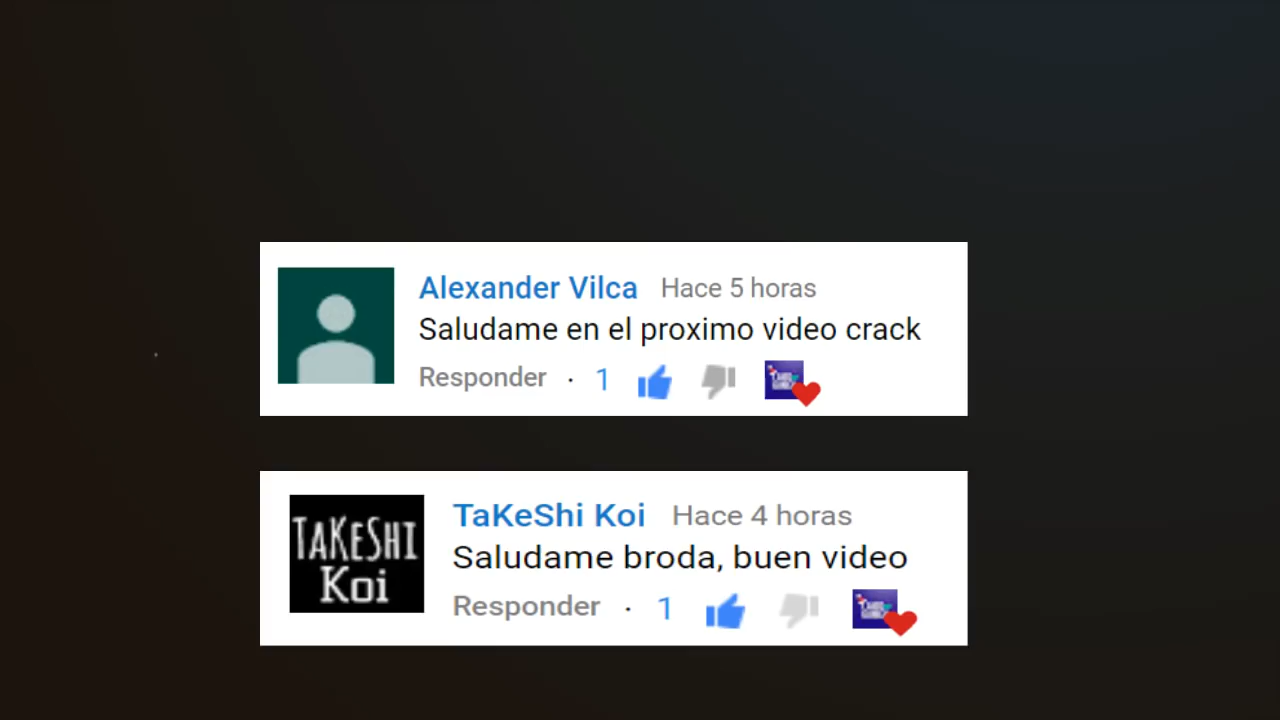 Alexander Vilca Hace 5 horas
Saludame en el proximo video crack
Responder · 1
TAKESHI
Koi
TaKeShi Koi Hace 4 horas
Saludame broda, buen video
Responder · 1